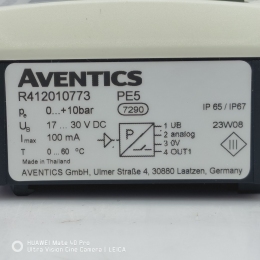 AVENTICS
R412010773 PE5
pe 0...+10bar 7290 IP 65 / IP67
UB 17 ... 30 V DC 1 UB 23W08
Imax 100 mA P 2 analog
3 0V
T 0...60 °C 4 OUT1
Made in Thailand
AVENTICS GmbH, Ulmer Straße 4, 30880 Laatzen, Germany
HUAWEI Mate 40 Pro
Ultra Vision Cine Camera | LEICA